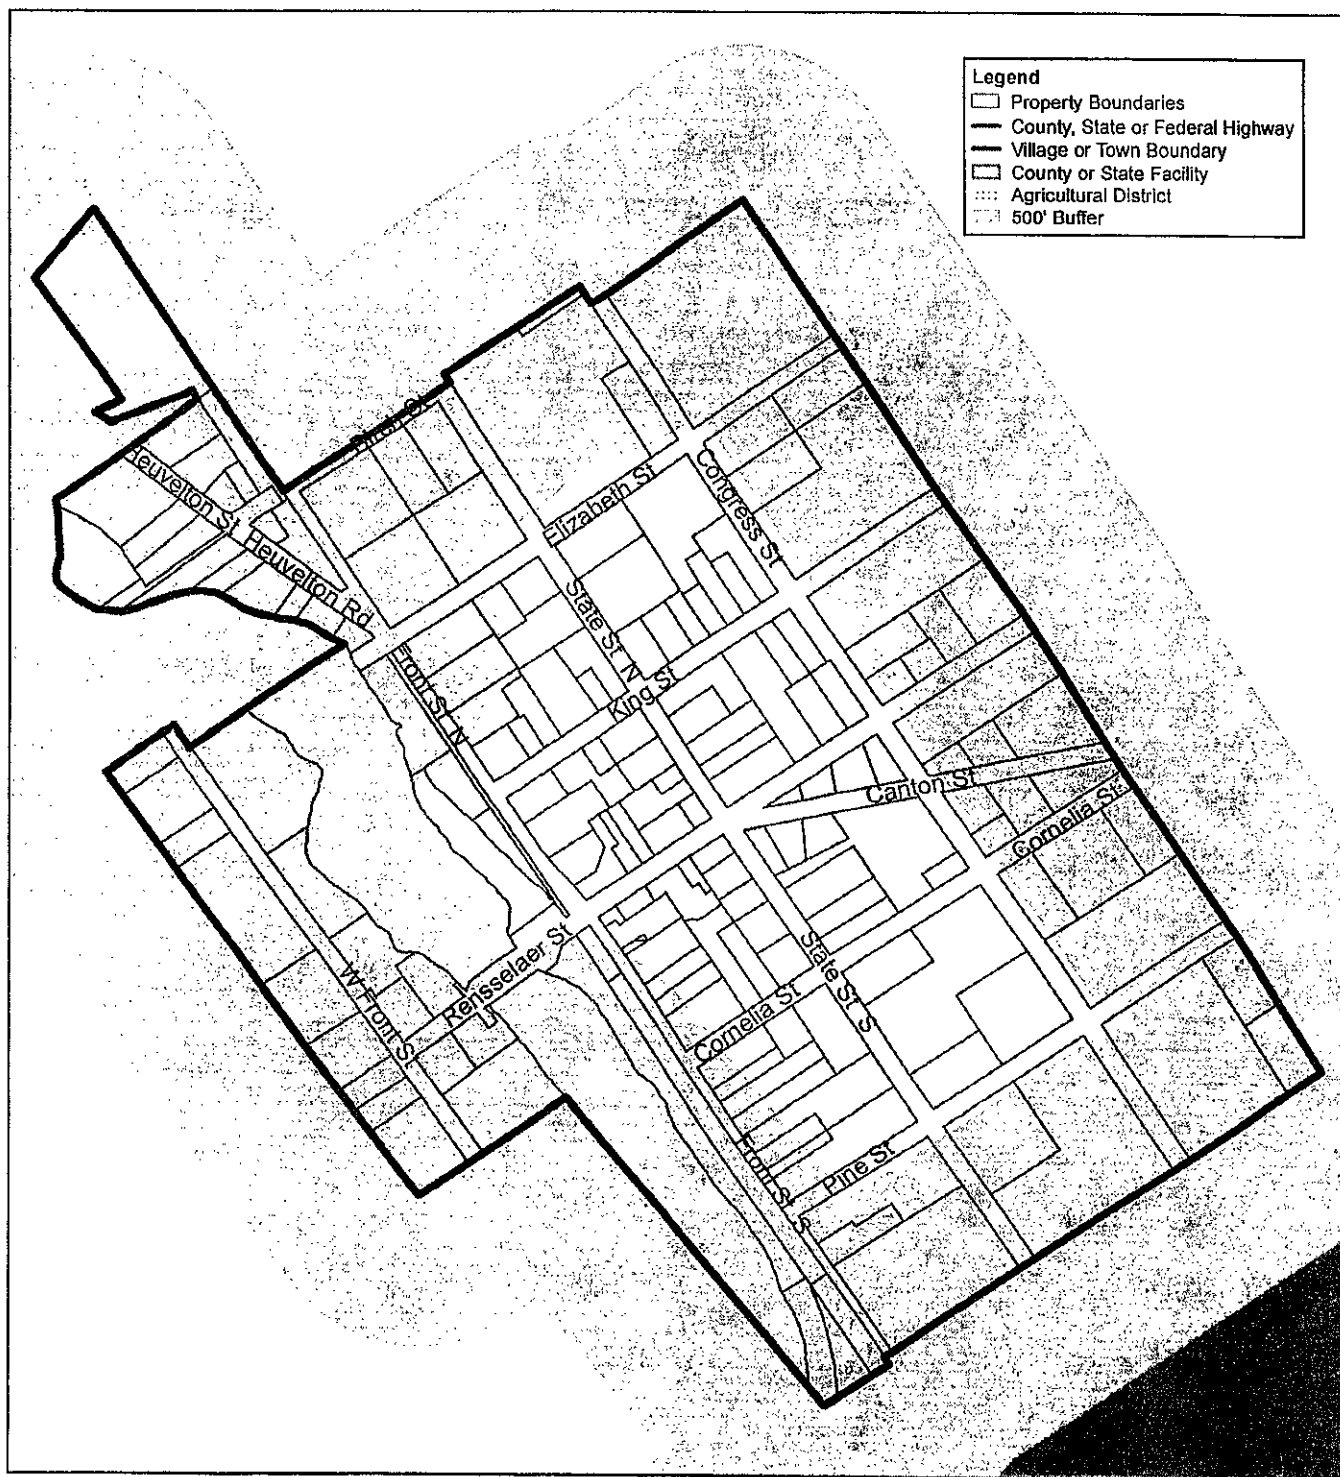 Legend
Property Boundaries
County, State or Federal Highway
Village or Town Boundary
County or State Facility
Agricultural District
500' Buffer
Heuvelton St
Heuvelton Rd
Elizabeth St
Congress St
State St N
Front St N
King St
Canton St
Cornelia St
Rensselaer St
W Front St
State St S
Cornelia St
Front St S
Pine St